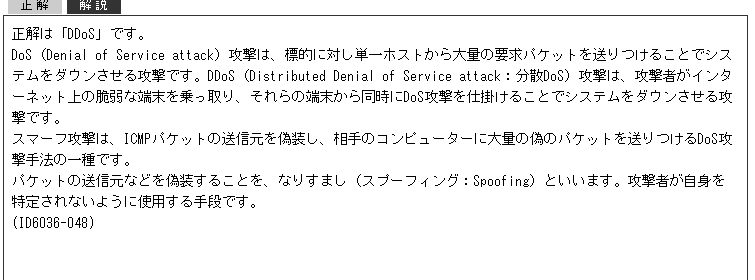 正解 解説
正解は「DDoS」です。
DoS（Denial of Service attack）攻撃は、標的に対し単一ホストから大量の要求パケットを送りつけることでシス
テムをダウンさせる攻撃です。DDoS（Distributed Denial of Service attack：分散DoS）攻撃は、攻撃者がインタ
ーネット上の脆弱な端末を乗っ取り、それらの端末から同時にDoS攻撃を仕掛けることでシステムをダウンさせる攻
撃です。
スマーフ攻撃は、ICMPパケットの送信元を偽装し、相手のコンピューターに大量の偽のパケットを送りつけるDoS攻
撃手法の一種です。
パケットの送信元などを偽装することを、なりすまし（スプーフィング：Spoofing）といいます。攻撃者が自身を
特定されないように使用する手段です。
(ID6036-048)